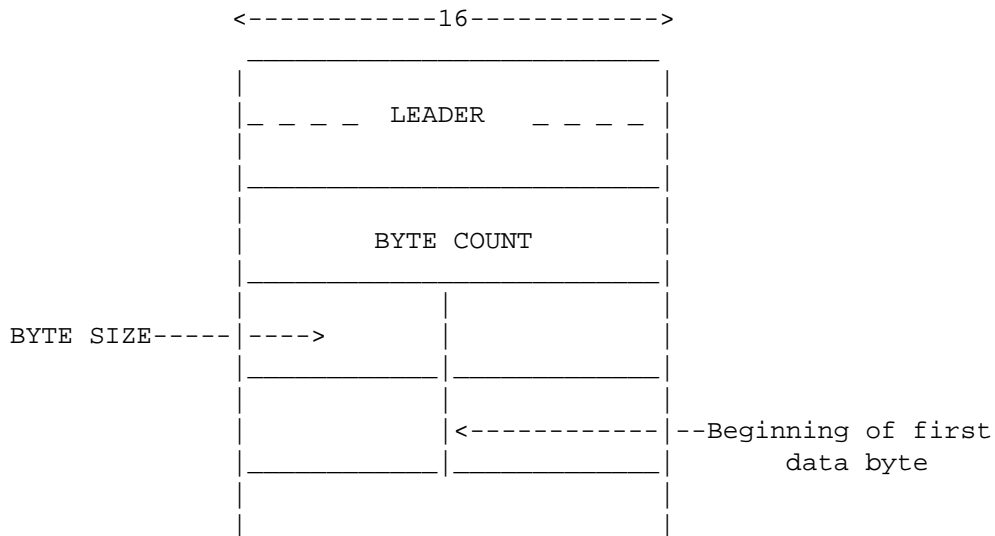 <------------16------------>
LEADER
BYTE COUNT
BYTE SIZE-----|---->
|<------------|--Beginning of first
data byte